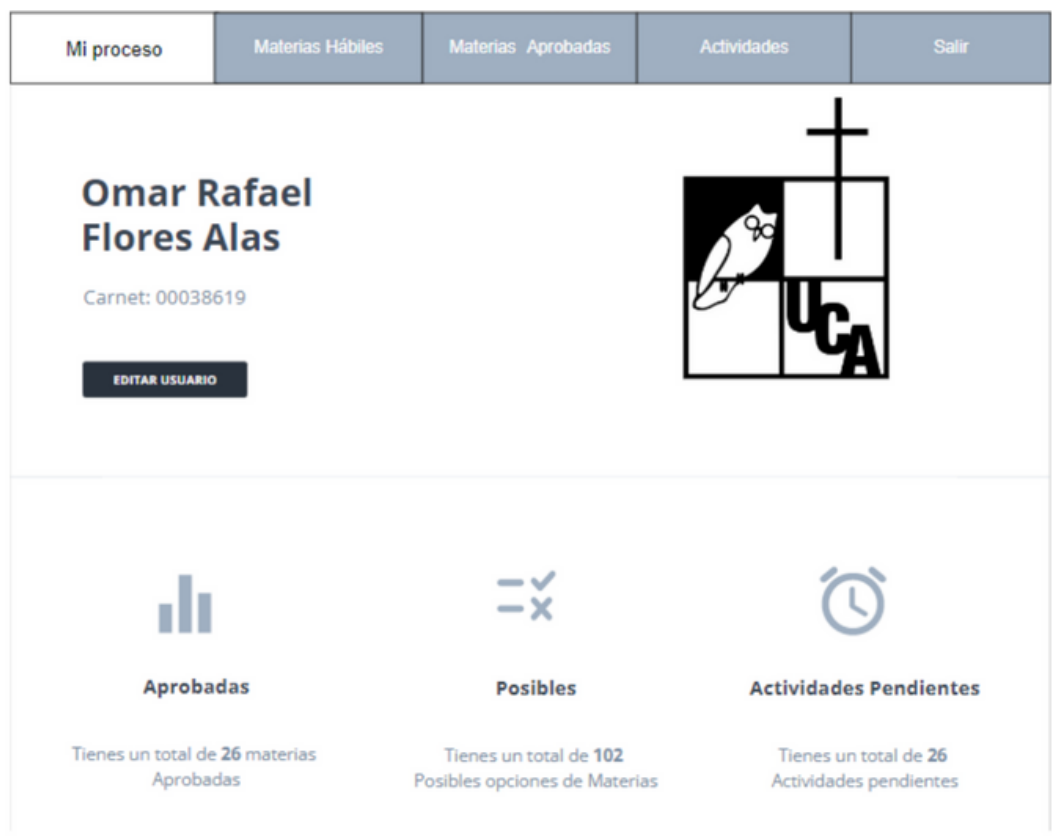 Mi proceso
Materias Hábiles
Materias Aprobadas
Actividades
Salir
Omar Rafael
Flores Alas
Carnet: 00038619
EDITAR USUARIO
UCA
Aprobadas
Tienes un total de 26 materias
Aprobadas
Posibles
Tienes un total de 102
Posibles opciones de Materias
Actividades Pendientes
Tienes un total de 26
Actividades pendientes